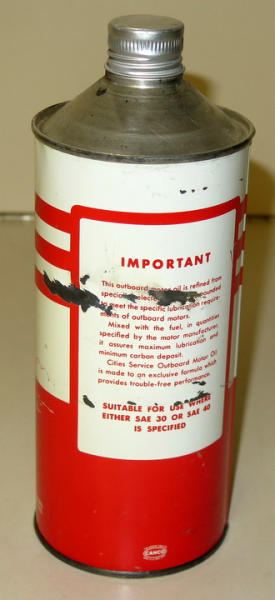 IMPORTANT
This outboard motor oil is refined from
specially selected pounded
to meet the specific lubrication require-
ments of outboard motors.
Mixed with the fuel, in quantities
specified by the motor manufacturer,
it assures maximum lubrication and
minimum carbon deposit.
Cities Service Outboard Motor Oil
is made to an exclusive formula which
provides trouble-free performance.
SUITABLE FOR USE WHERE
EITHER SAE 30 OR SAE 40
IS SPECIFIED
CANCO